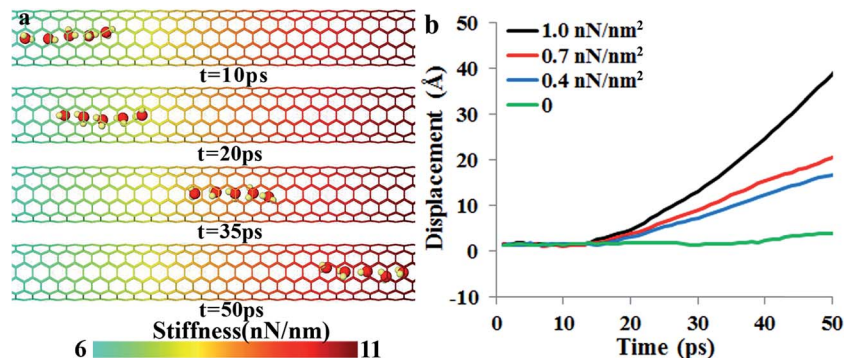 a
t=10ps
t=20ps
t=35ps
t=50ps
Stiffness(nN/nm)
6
11
b
1.0 nN/nm²
0.7 nN/nm²
0.4 nN/nm²
0
Displacement (Å)
50
40
30
20
10
0
-10
0
10
20
30
40
50
Time (ps)